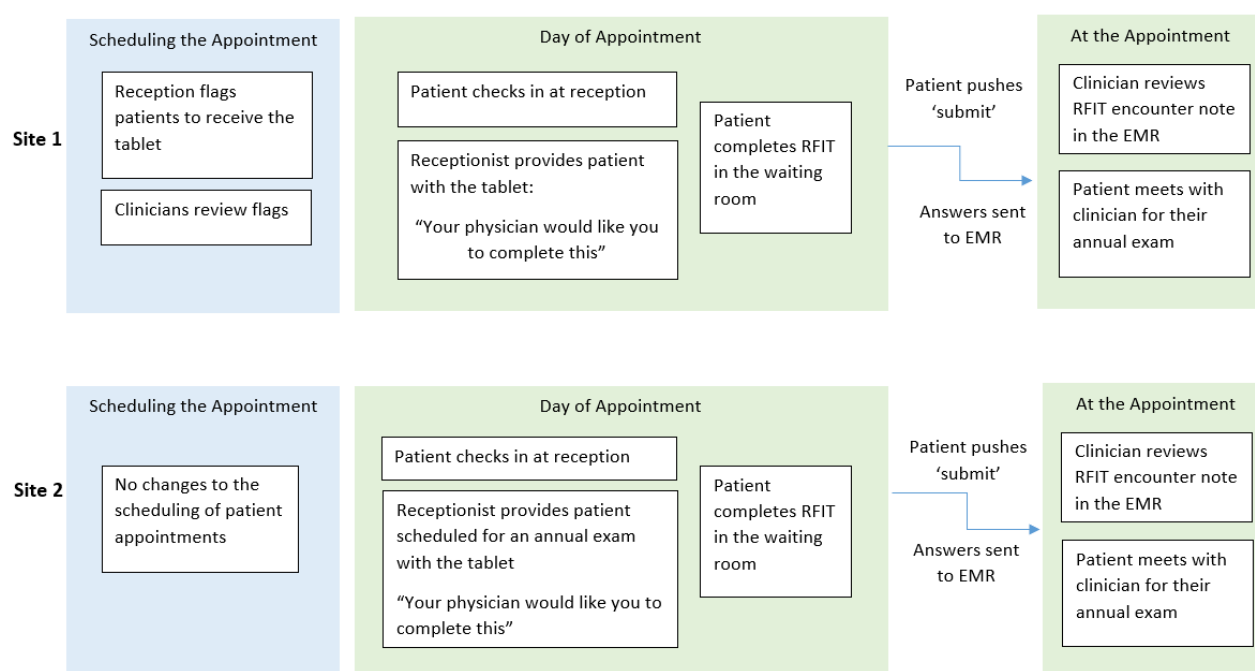 Scheduling the Appointment
Day of Appointment
At the Appointment
Site 1
Reception flags
patients to receive the
tablet
Clinicians review flags
Patient checks in at reception
Receptionist provides patient
with the tablet:
“Your physician would like you
to complete this”
Patient
completes RFIT
in the waiting
room
Patient pushes
‘submit’
Answers sent
to EMR
Clinician reviews
RFIT encounter note
in the EMR
Patient meets with
clinician for their
annual exam
Scheduling the Appointment
Day of Appointment
At the Appointment
Site 2
No changes to the
scheduling of patient
appointments
Patient checks in at reception
Receptionist provides patient
scheduled for an annual exam
with the tablet
“Your physician would like you to
complete this”
Patient
completes RFIT
in the waiting
room
Patient pushes
‘submit’
Answers sent
to EMR
Clinician reviews
RFIT encounter note
in the EMR
Patient meets with
clinician for their
annual exam